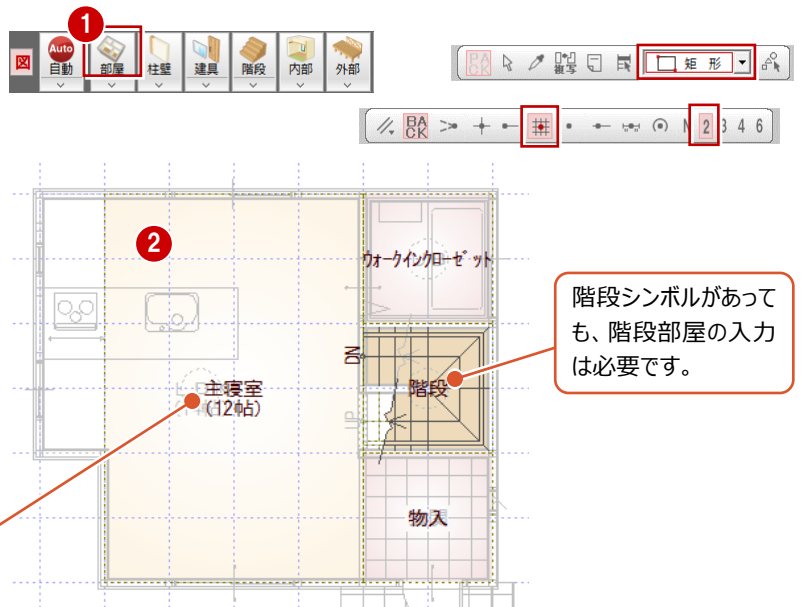 1
図
Auto
自動
部屋
柱壁
建具
階段
内部
外部
BACK
複写
矩 形
BACK
N 2 3 4 6
2
ウォークインクローゼット
DN
UP
階段
主寝室
(12帖)
物入
階段シンボルがあって
も、階段部屋の入力
は必要です。